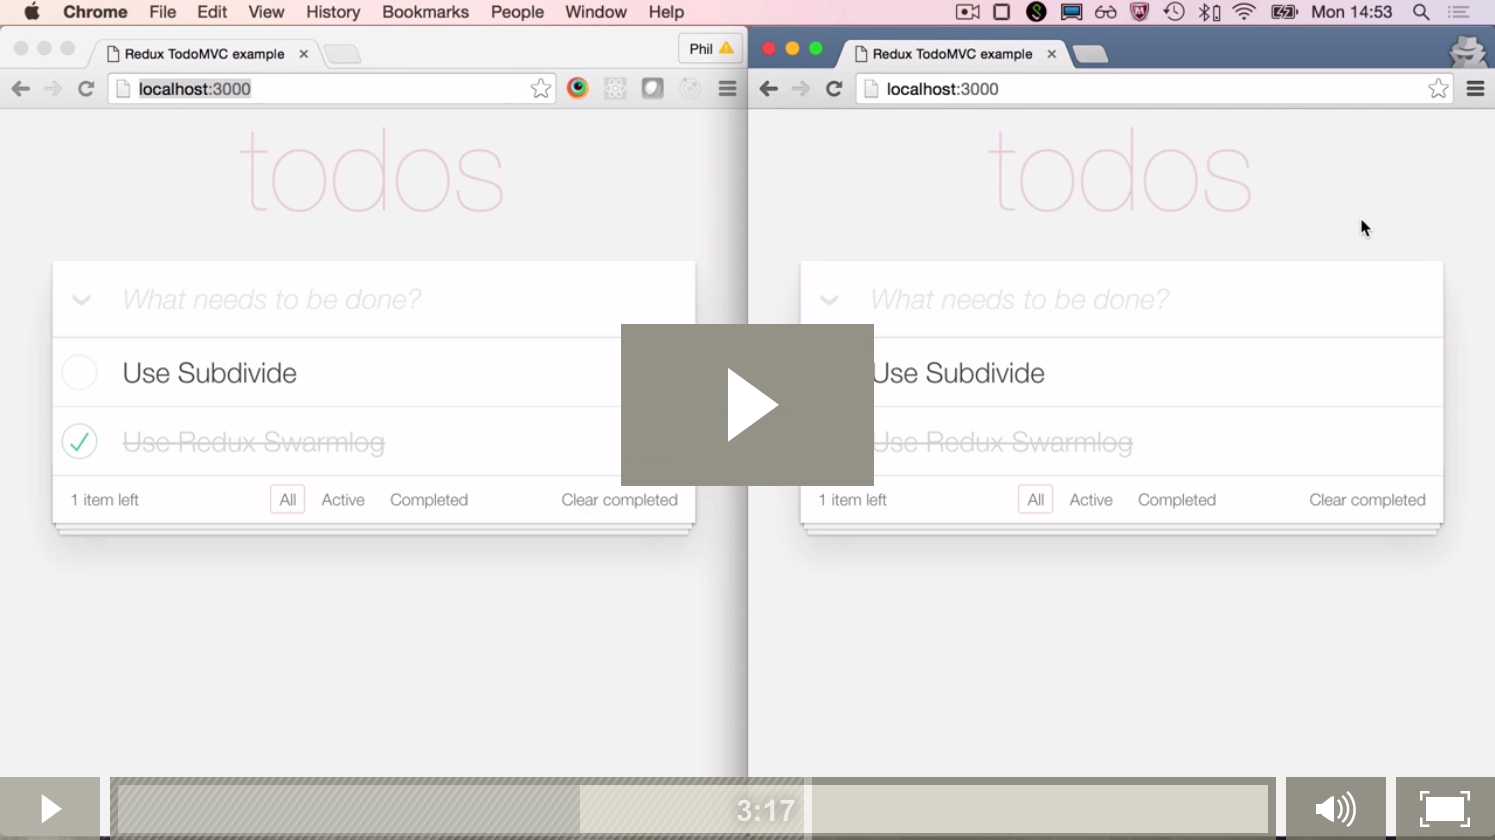 Chrome File Edit View History Bookmarks People Window Help Mon 14:53
Redux TodoMVC example Phil
localhost:3000
todos
What needs to be done?
Use Subdivide
Use Redux Swarmlog
1 item left All Active Completed Clear completed
Redux TodoMVC example
localhost:3000
todos
What needs to be done?
Use Subdivide
Use Redux Swarmlog
1 item left All Active Completed Clear completed
3:17